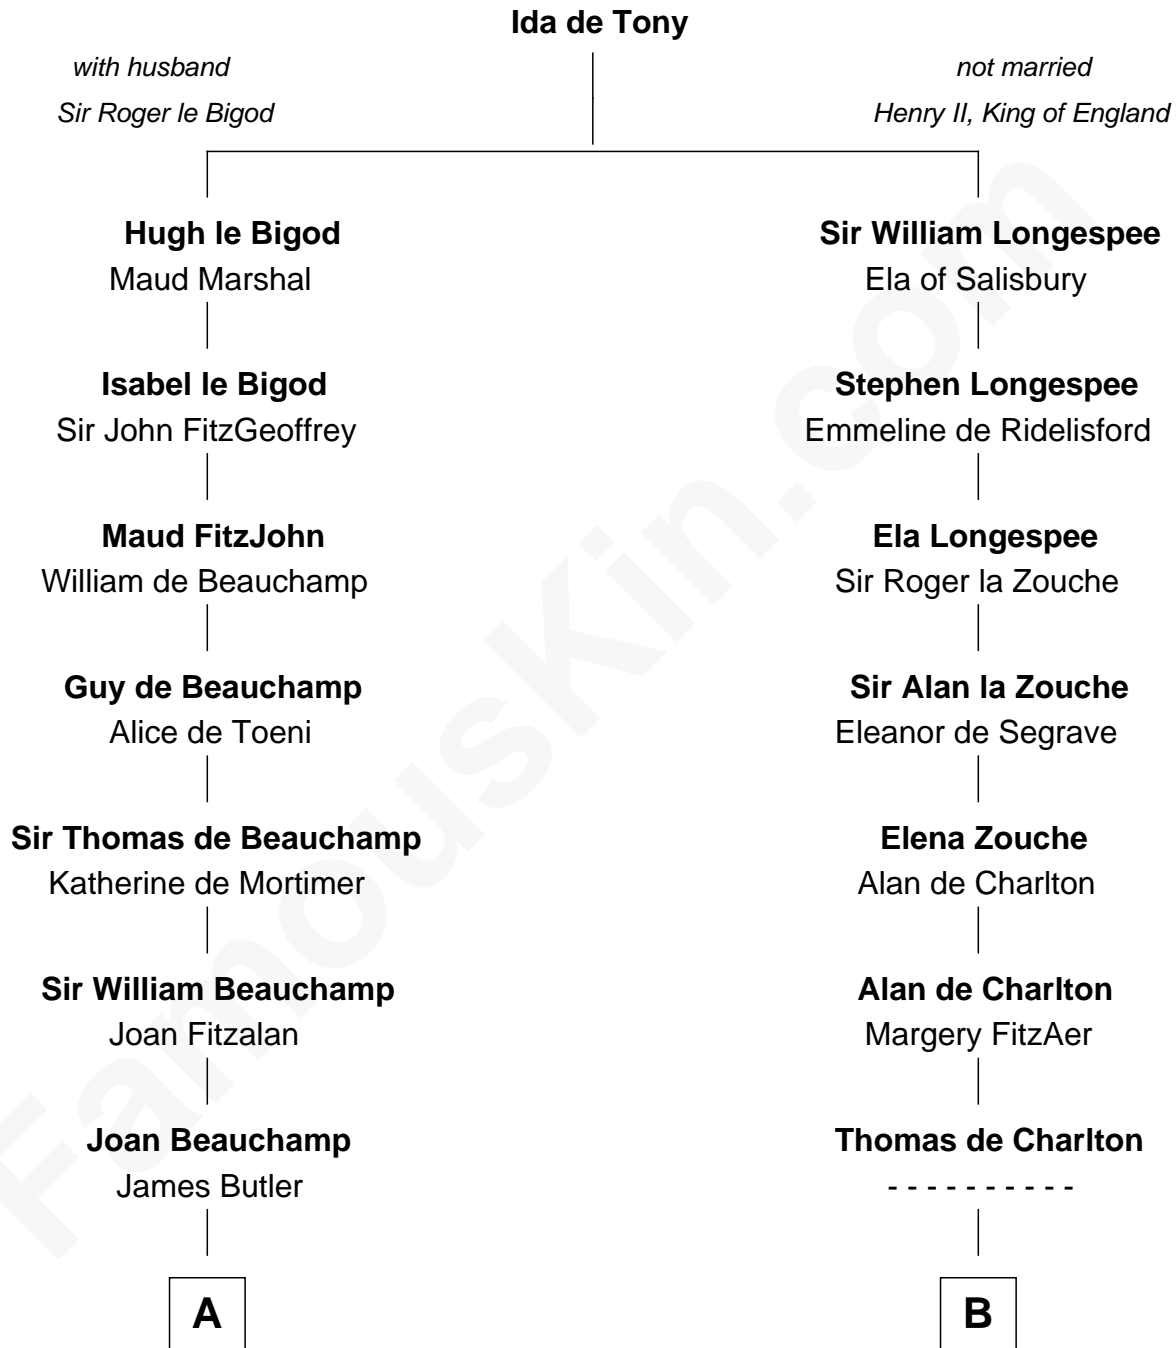 Ida de Tony
with husband
Sir Roger le Bigod
not married
Henry II, King of England
Hugh le Bigod
Maud Marshal
Sir William Longespee
Ela of Salisbury
Isabel le Bigod
Sir John FitzGeoffrey
Stephen Longespee
Emmeline de Ridelisford
Maud FitzJohn
William de Beauchamp
Ela Longespee
Sir Roger la Zouche
Guy de Beauchamp
Alice de Toeni
Sir Alan la Zouche
Eleanor de Segrave
Sir Thomas de Beauchamp
Katherine de Mortimer
Elena Zouche
Alan de Charlton
Sir William Beauchamp
Joan Fitzalan
Alan de Charlton
Margery FitzAer
Joan Beauchamp
James Butler
Thomas de Charlton
- - - - - - - - - -
A
B
FamousKin.com